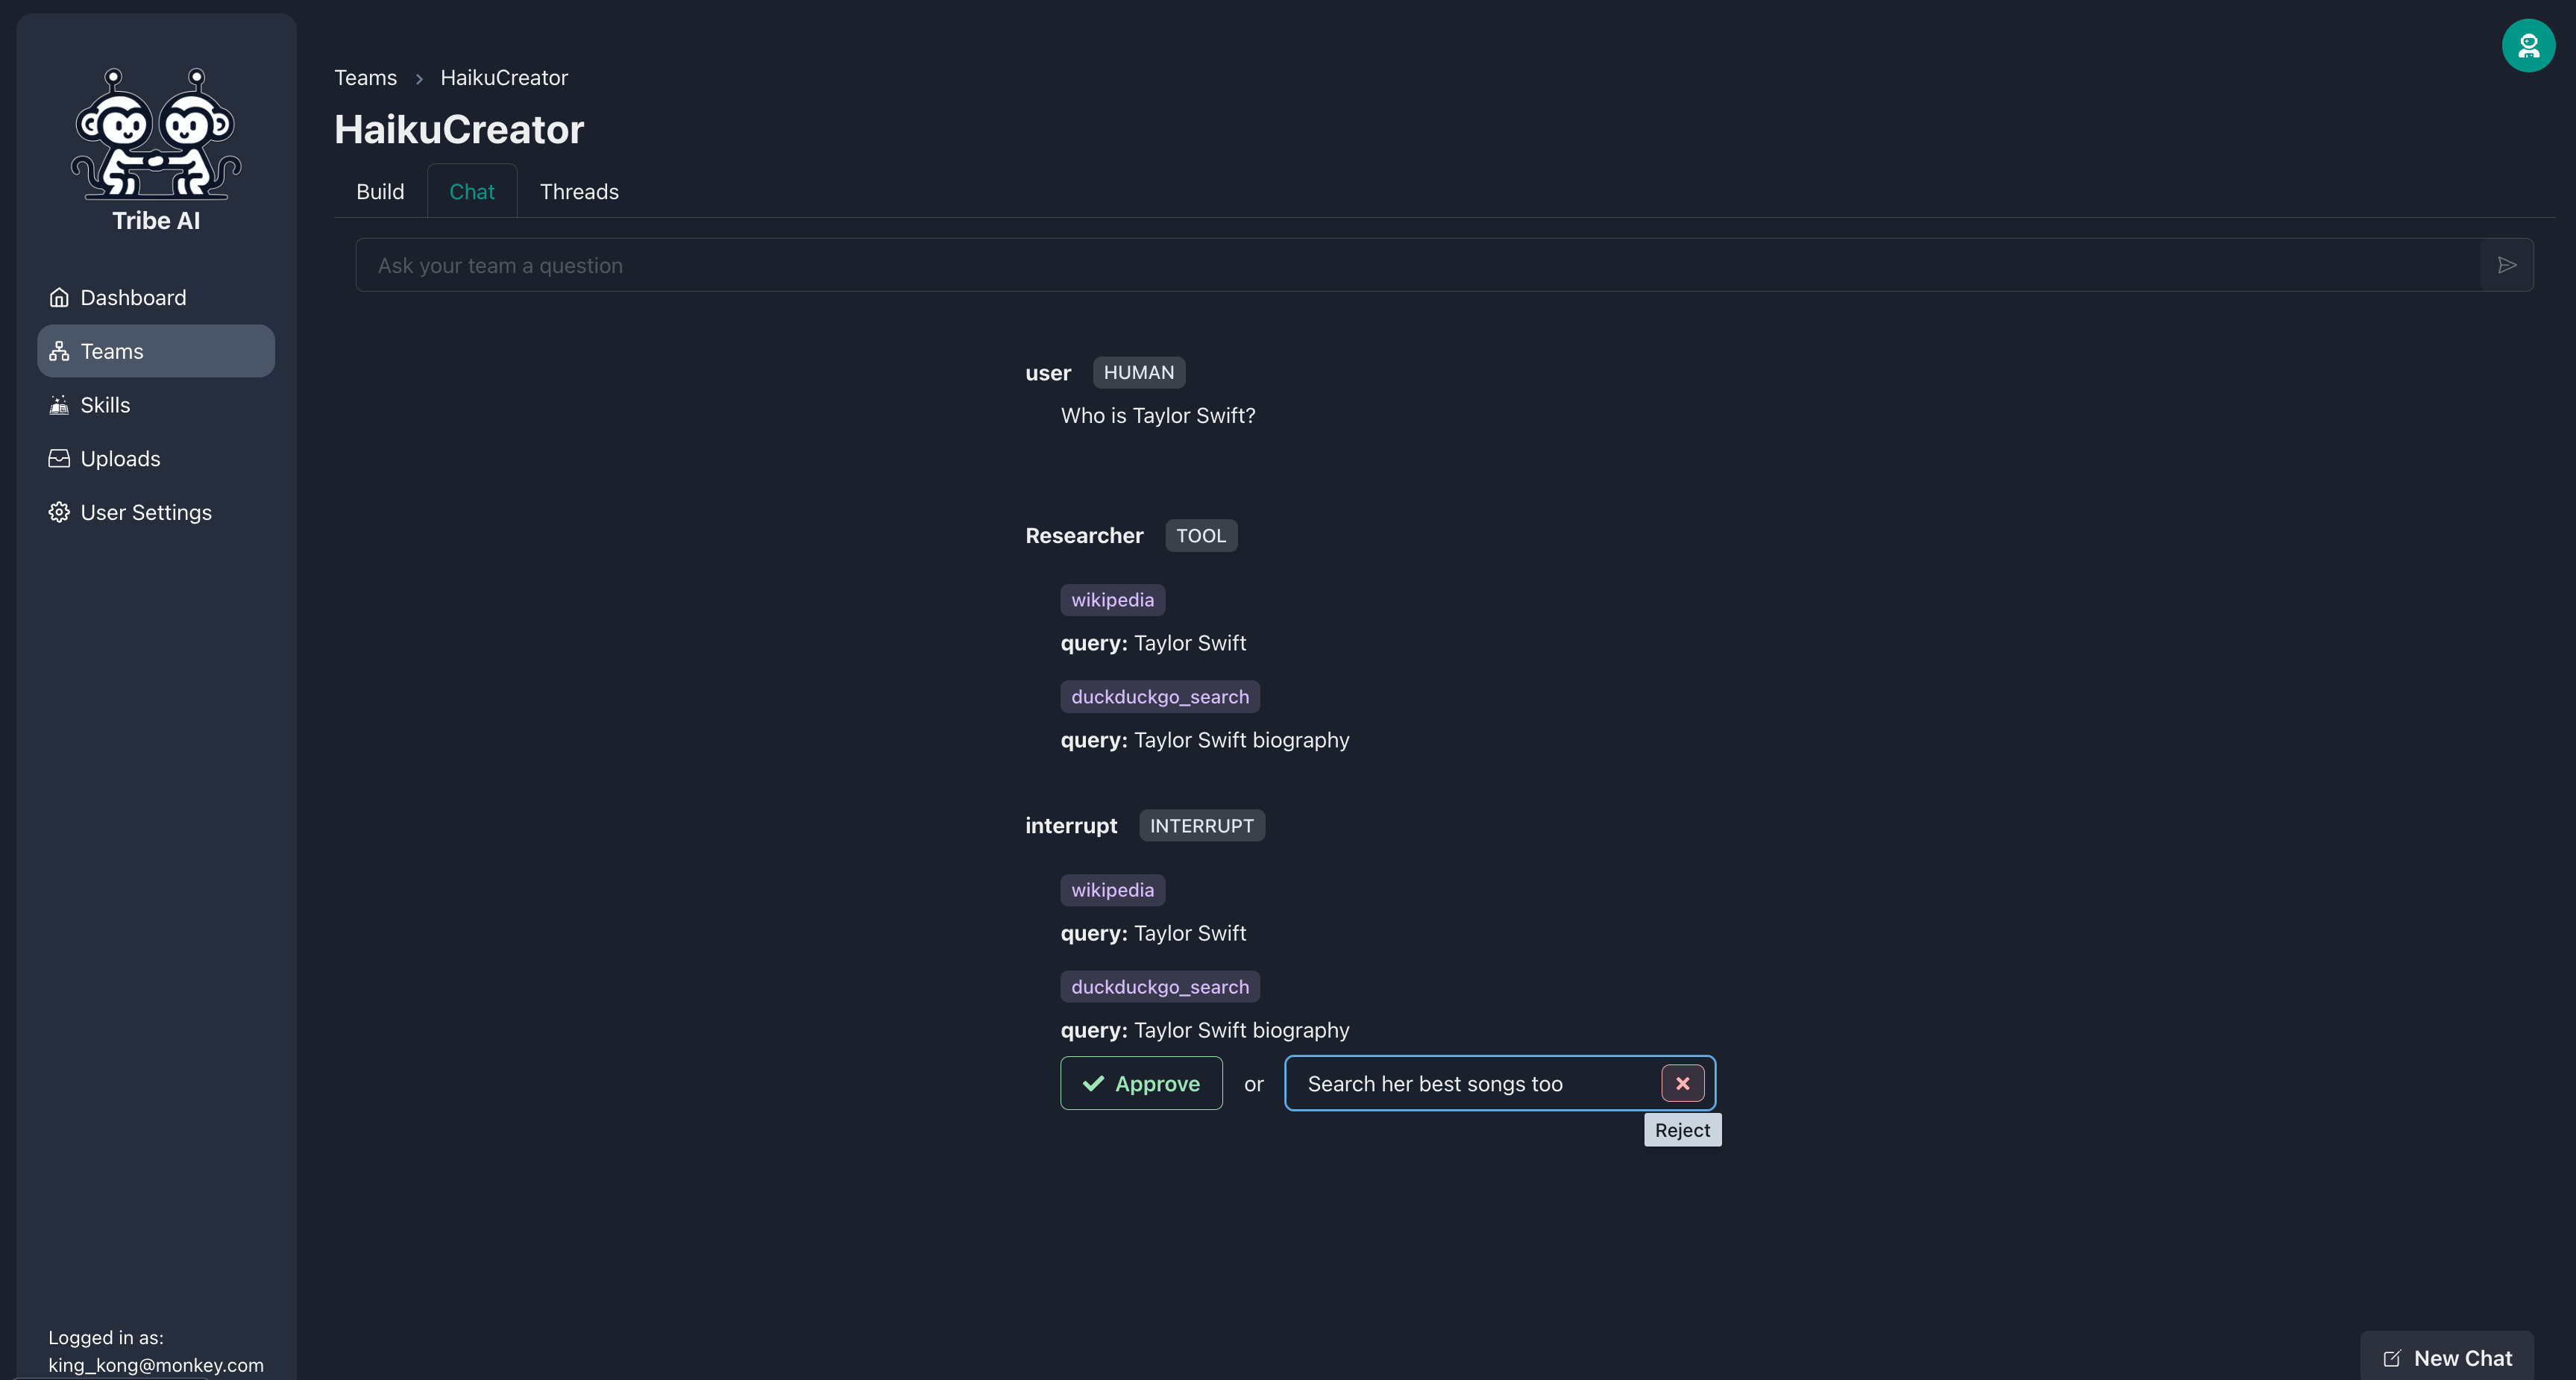 Tribe AI
Dashboard
Teams
Skills
Uploads
User Settings
Logged in as:
king_kong@monkey.com
Teams > HaikuCreator
HaikuCreator
Build Chat Threads
Ask your team a question
user HUMAN
Who is Taylor Swift?
Researcher TOOL
wikipedia
query: Taylor Swift
duckduckgo_search
query: Taylor Swift biography
interrupt INTERRUPT
wikipedia
query: Taylor Swift
duckduckgo_search
query: Taylor Swift biography
Approve or Search her best songs too
Reject
New Chat